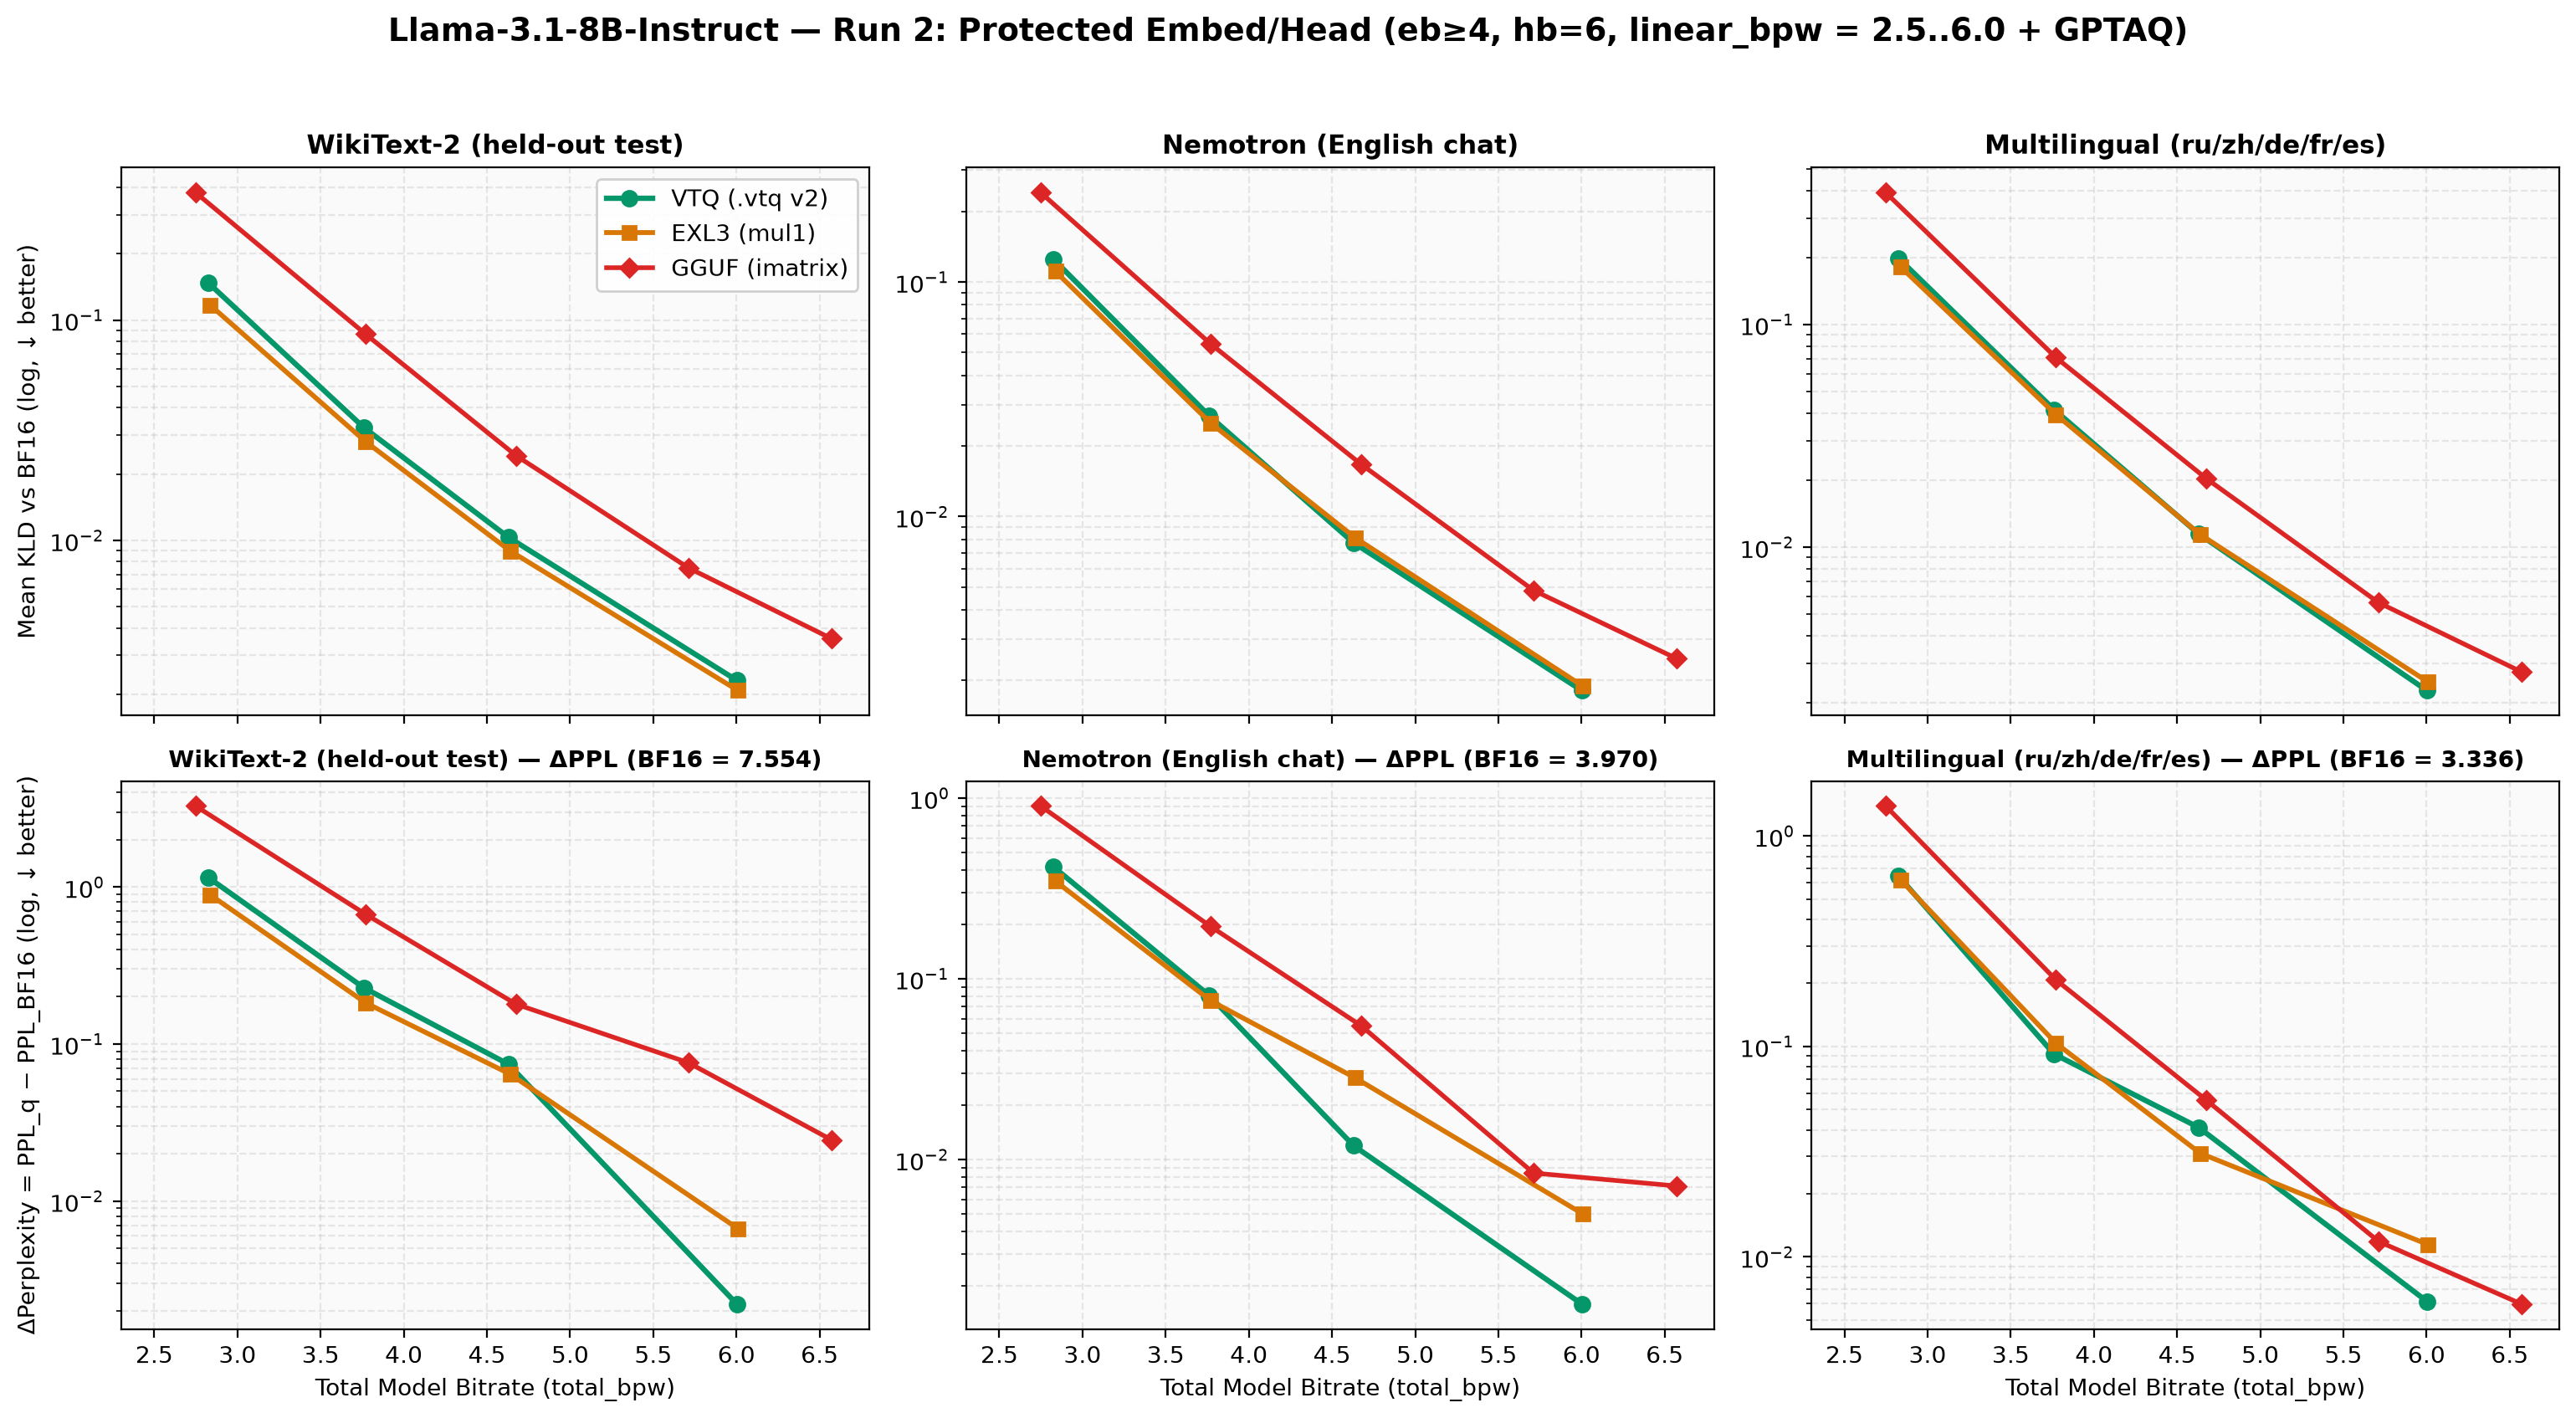 Llama-3.1-8B-Instruct — Run 2: Protected Embed/Head (eb≥4, hb=6, linear_bpw = 2.5..6.0 + GPTAQ)
WikiText-2 (held-out test)
Nemotron (English chat)
Multilingual (ru/zh/de/fr/es)
Mean KLD vs BF16 (log, ↓ better)
10⁻¹
10⁻²
VTQ (.vtq v2)
EXL3 (mul1)
GGUF (imatrix)
10⁻¹
10⁻²
10⁻¹
10⁻²
WikiText-2 (held-out test) — ΔPPL (BF16 = 7.554)
Nemotron (English chat) — ΔPPL (BF16 = 3.970)
Multilingual (ru/zh/de/fr/es) — ΔPPL (BF16 = 3.336)
ΔPerplexity = PPL_q − PPL_BF16 (log, ↓ better)
10⁰
10⁻¹
10⁻²
10⁰
10⁻¹
10⁻²
10⁰
10⁻¹
10⁻²
2.5 3.0 3.5 4.0 4.5 5.0 5.5 6.0 6.5
2.5 3.0 3.5 4.0 4.5 5.0 5.5 6.0 6.5
2.5 3.0 3.5 4.0 4.5 5.0 5.5 6.0 6.5
Total Model Bitrate (total_bpw)
Total Model Bitrate (total_bpw)
Total Model Bitrate (total_bpw)